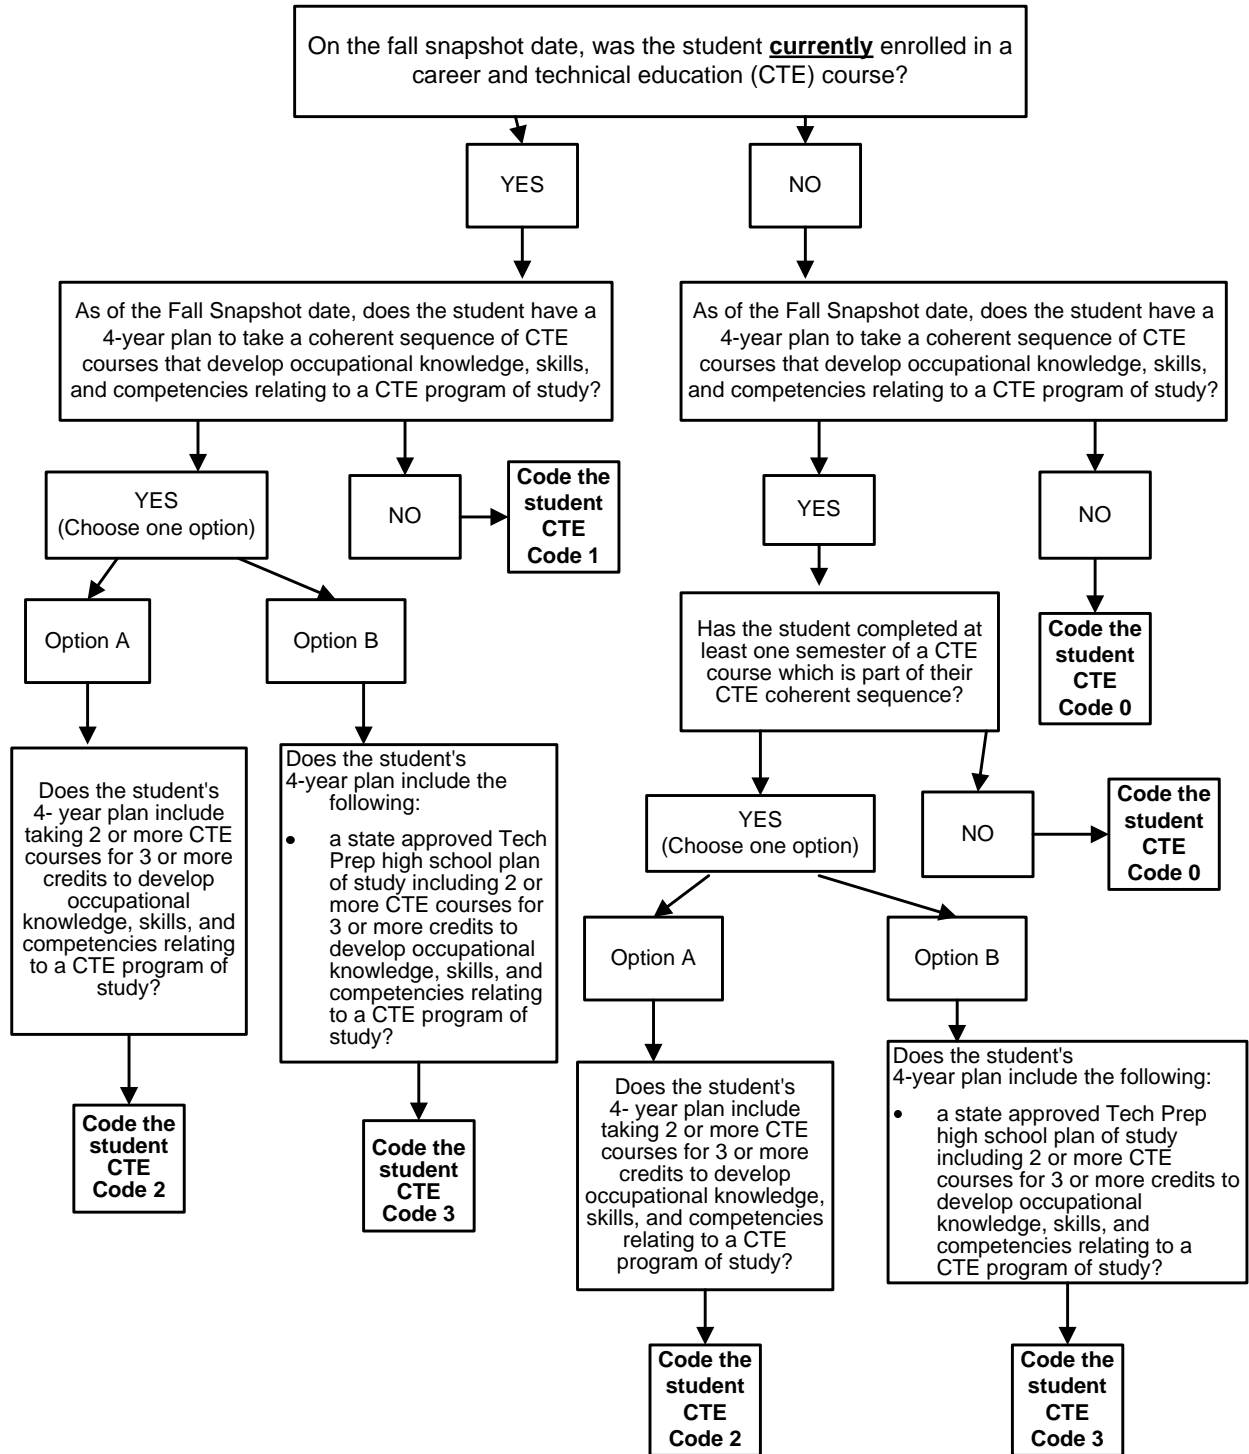 On the fall snapshot date, was the student currently enrolled in a
career and technical education (CTE) course?
YES
NO
As of the Fall Snapshot date, does the student have a
4-year plan to take a coherent sequence of CTE
courses that develop occupational knowledge, skills,
and competencies relating to a CTE program of study?
As of the Fall Snapshot date, does the student have a
4-year plan to take a coherent sequence of CTE
courses that develop occupational knowledge, skills,
and competencies relating to a CTE program of study?
YES
(Choose one option)
NO
Code the
student
CTE
Code 1
YES
NO
Option A
Option B
Has the student completed at
least one semester of a CTE
course which is part of their
CTE coherent sequence?
Code the
student
CTE
Code 0
Does the student's
4- year plan include
taking 2 or more CTE
courses for 3 or more
credits to develop
occupational
knowledge, skills, and
competencies relating
to a CTE program of
study?
Does the student's
4-year plan include the
following:
• a state approved Tech
Prep high school plan
of study including 2 or
more CTE courses for
3 or more credits to
develop occupational
knowledge, skills, and
competencies relating
to a CTE program of
study?
YES
(Choose one option)
NO
Code the
student
CTE
Code 0
Option A
Option B
Code the
student
CTE
Code 2
Code the
student
CTE
Code 3
Does the student's
4- year plan include
taking 2 or more CTE
courses for 3 or more
credits to develop
occupational knowledge,
skills, and competencies
relating to a CTE
program of study?
Does the student's
4-year plan include the following:
• a state approved Tech Prep
high school plan of study
including 2 or more CTE
courses for 3 or more credits to
develop occupational
knowledge, skills, and
competencies relating to a
CTE program of study?
Code the
student
CTE
Code 2
Code the
student
CTE
Code 3